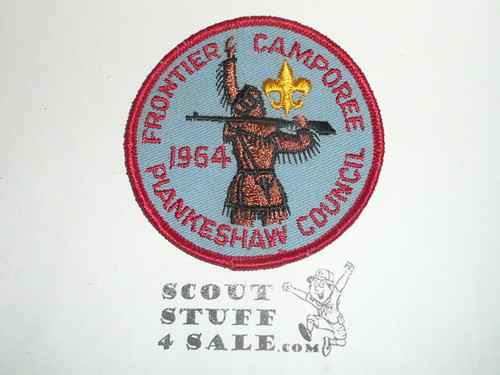 FRONTIER CAMPOREE
1964
PIANKESHAW COUNCIL
SCOUT
STUFF
4 SALE.COM